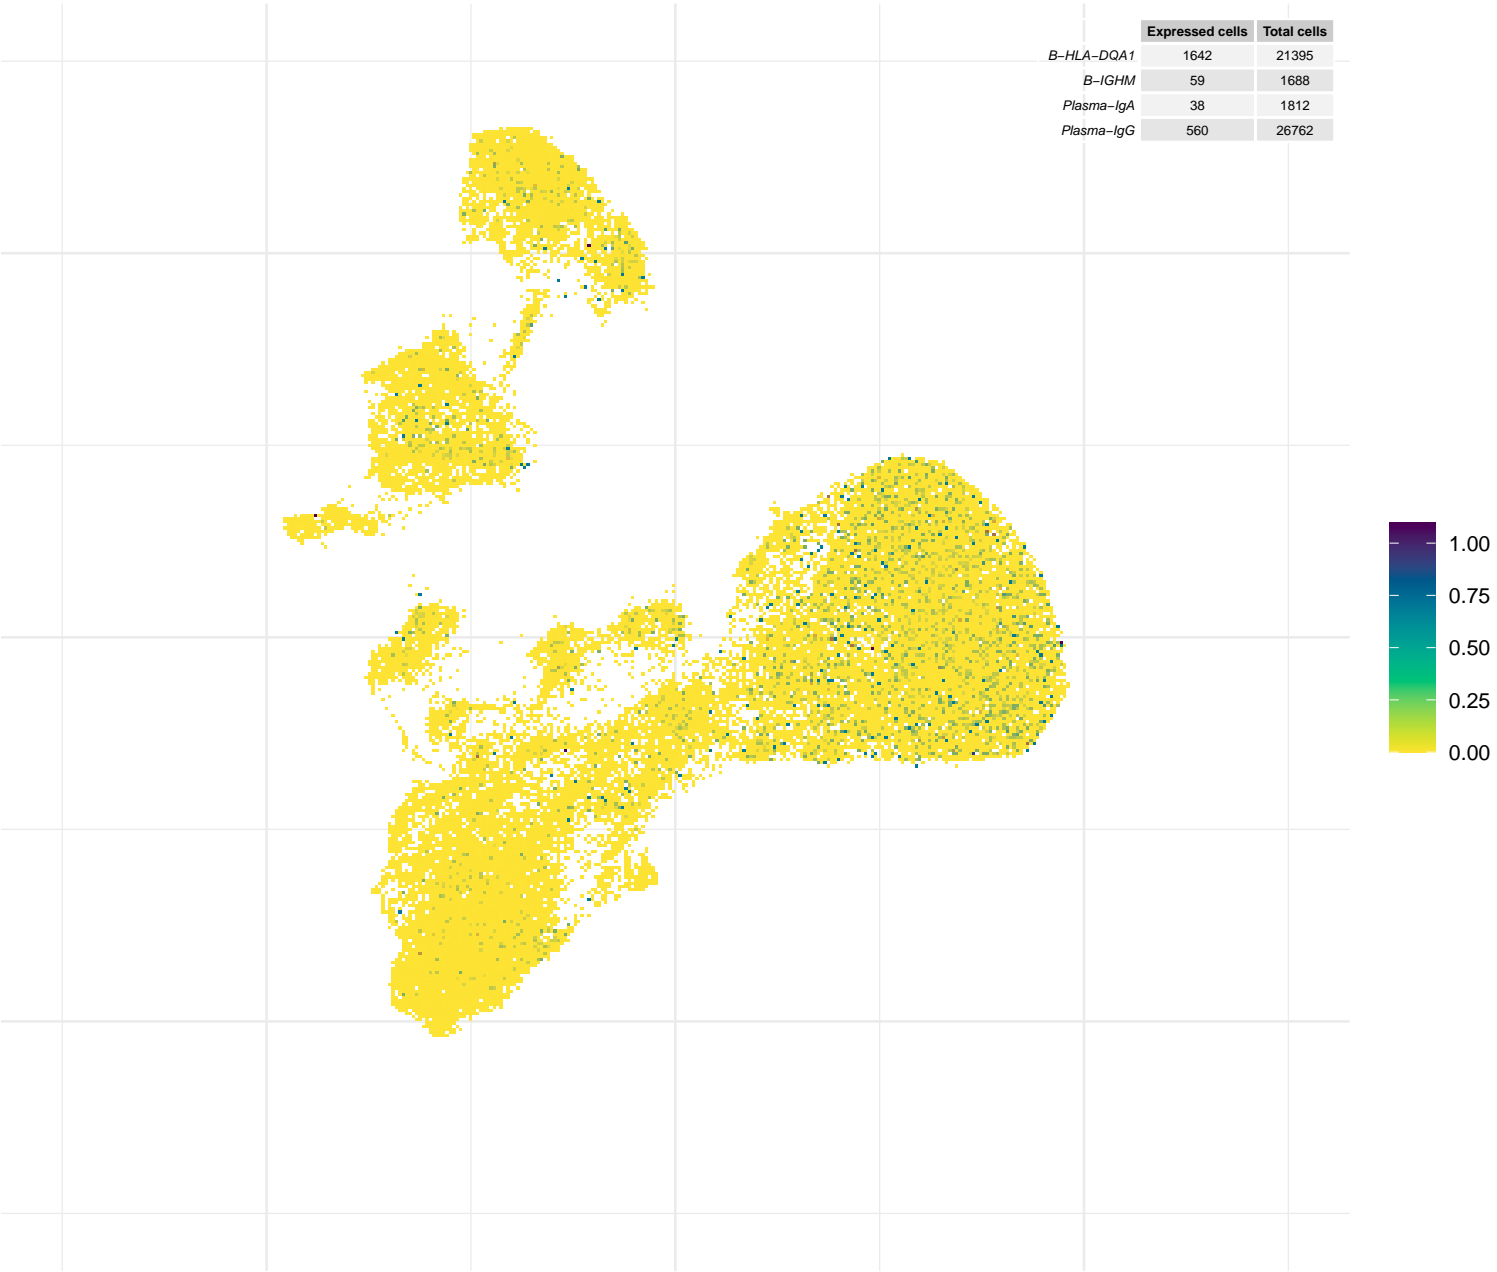 Expressed cells Total cells
B−HLA−DQA1 1642 21395
B−IGHM 59 1688
Plasma−IgA 38 1812
Plasma−IgG 560 26762
1.00
0.75
0.50
0.25
0.00